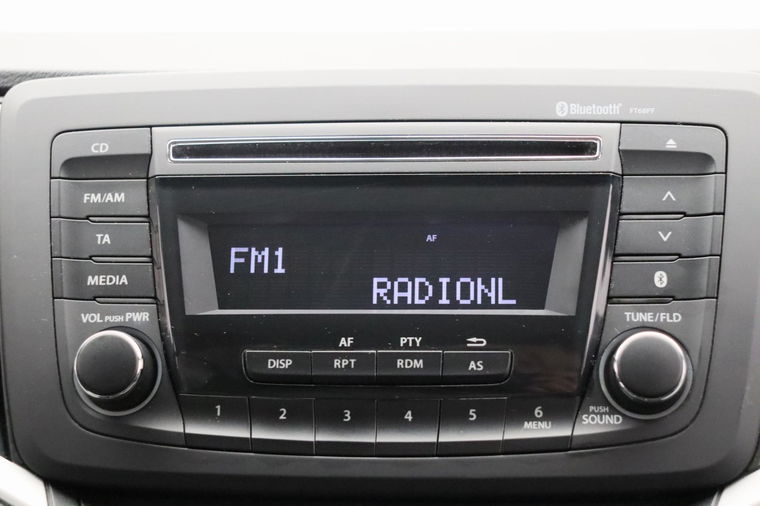 Bluetooth® FT68PF
CD
FM/AM
TA
MEDIA
AF
FM1
RADIONL
VOL PUSH PWR
TUNE/FLD
AF PTY
DISP RPT RDM AS
1 2 3 4 5 6
MENU
PUSH
SOUND